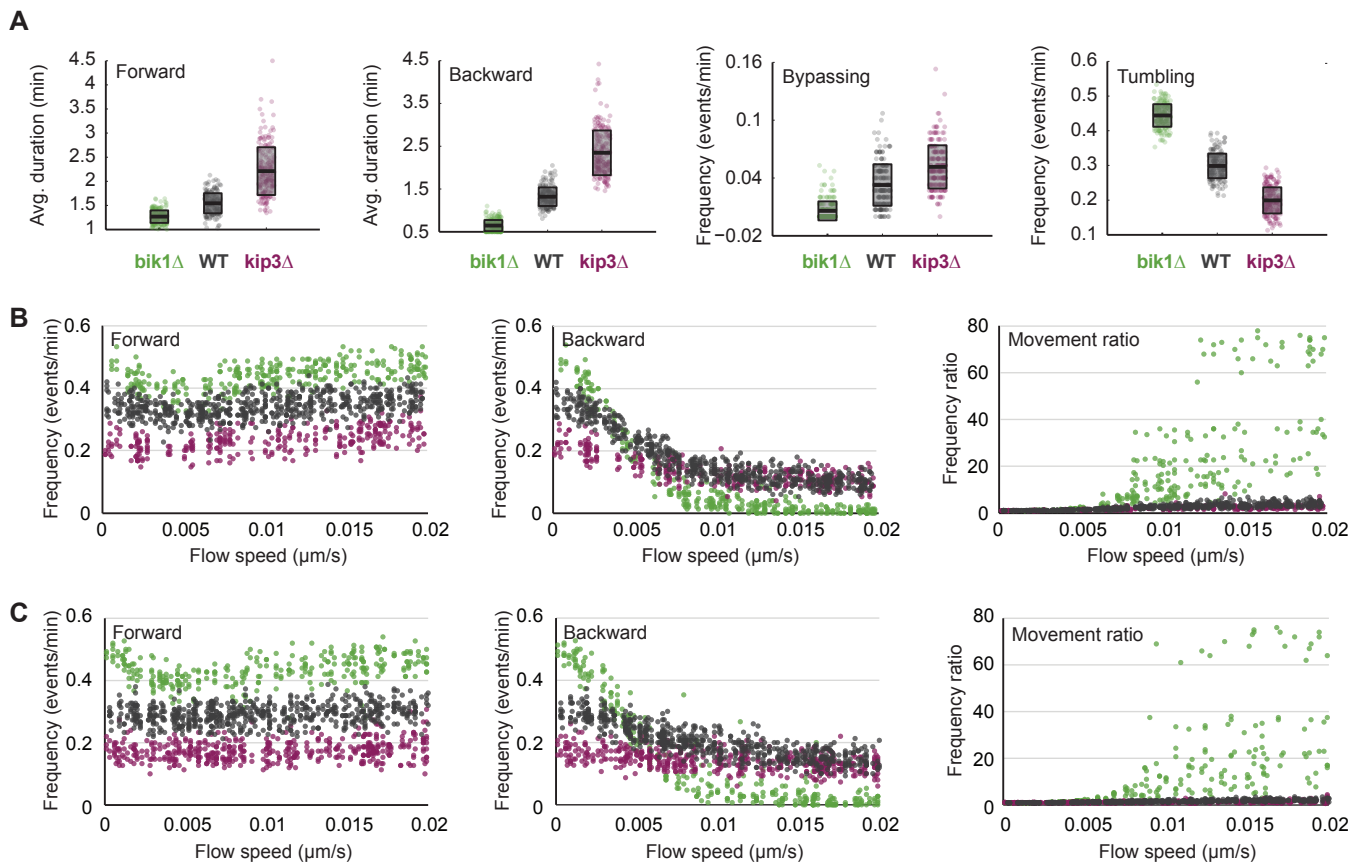 A
Avg. duration (min)
4.5
4
3.5
3
2.5
2
1.5
1
Forward
bik1Δ WT kip3Δ
Avg. duration (min)
4.5
3.5
2.5
1.5
0.5
Backward
bik1Δ WT kip3Δ
Frequency (events/min)
0.16
0.1
0.04
−0.02
Bypassing
bik1Δ WT kip3Δ
Frequency (events/min)
0.6
0.5
0.4
0.3
0.2
0.1
Tumbling
bik1Δ WT kip3Δ
B
Frequency (events/min)
0.6
0.4
0.2
0
Forward
0 0.005 0.01 0.015 0.02
Flow speed (µm/s)
Frequency (events/min)
0.6
0.4
0.2
0
Backward
0 0.005 0.01 0.015 0.02
Flow speed (µm/s)
Frequency ratio
80
60
40
20
0
Movement ratio
0 0.005 0.01 0.015 0.02
Flow speed (µm/s)
C
Frequency (events/min)
0.6
0.4
0.2
0
Forward
0 0.005 0.01 0.015 0.02
Flow speed (µm/s)
Frequency (events/min)
0.6
0.4
0.2
0
Backward
0 0.005 0.01 0.015 0.02
Flow speed (µm/s)
Frequency ratio
80
60
40
20
0
Movement ratio
0 0.005 0.01 0.015 0.02
Flow speed (µm/s)